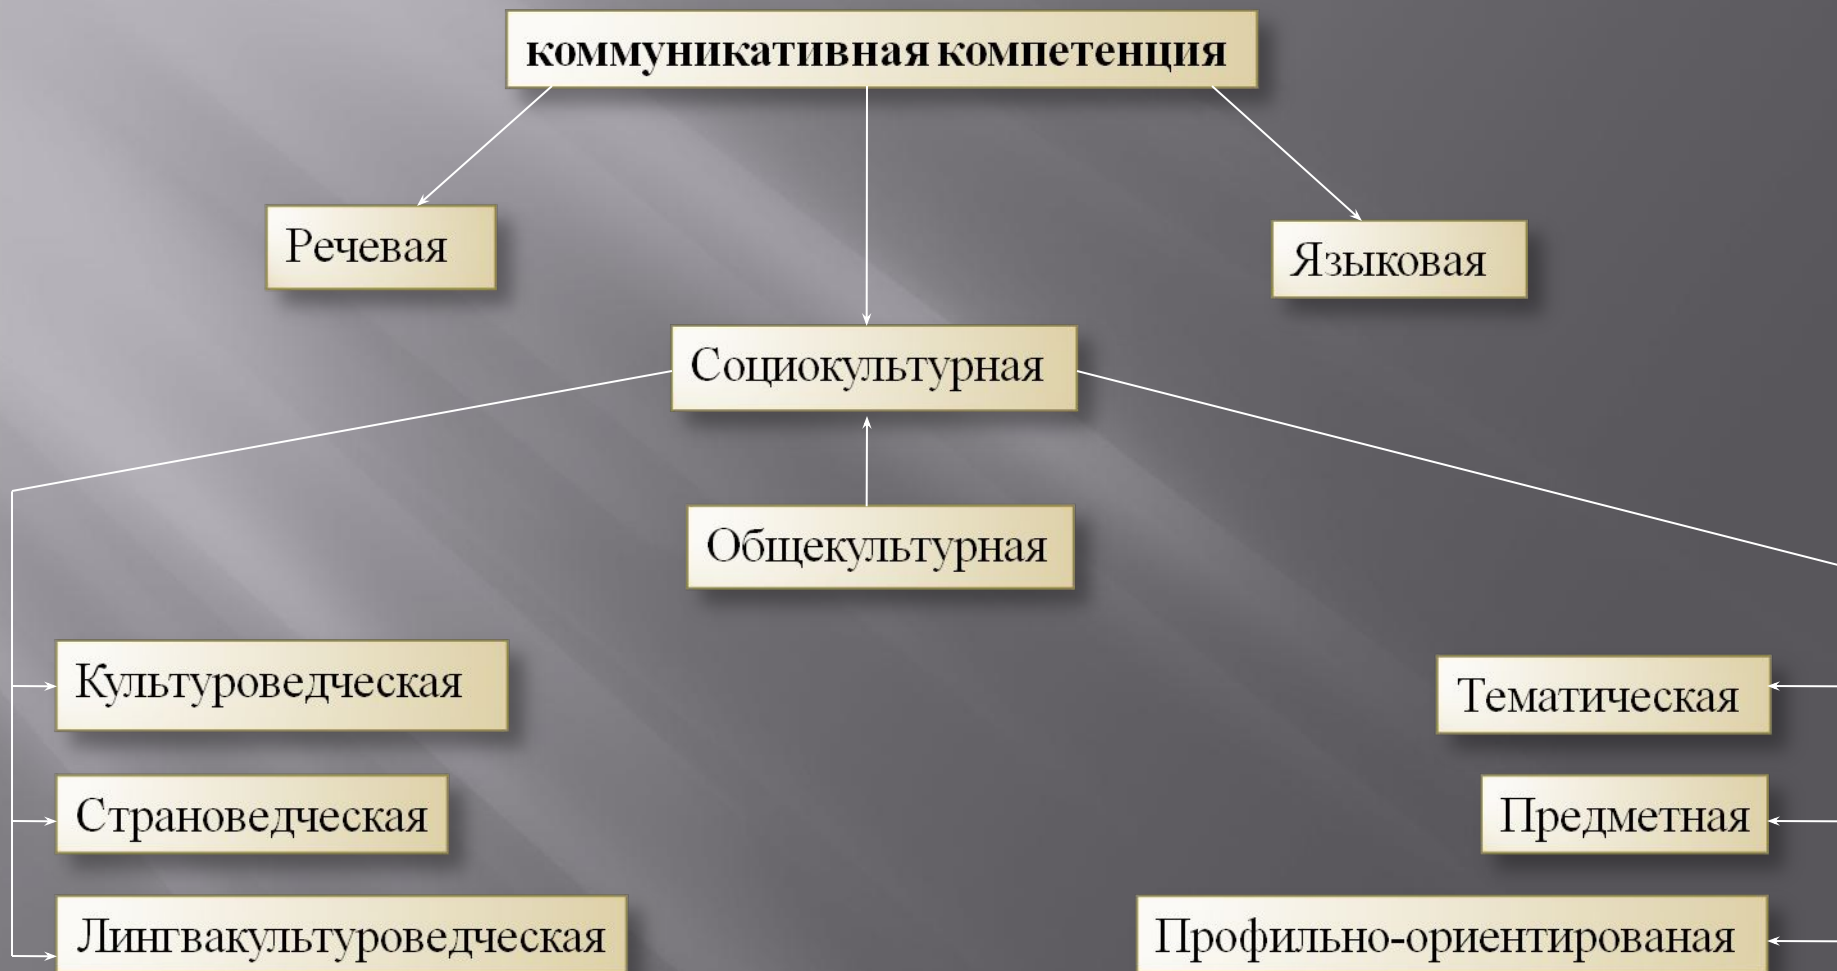 коммуникативная компетенция
Речевая
Языковая
Социокультурная
Общекультурная
Культуроведческая
Тематическая
Страноведческая
Предметная
Лингвакультуроведческая
Профильно-ориентированая